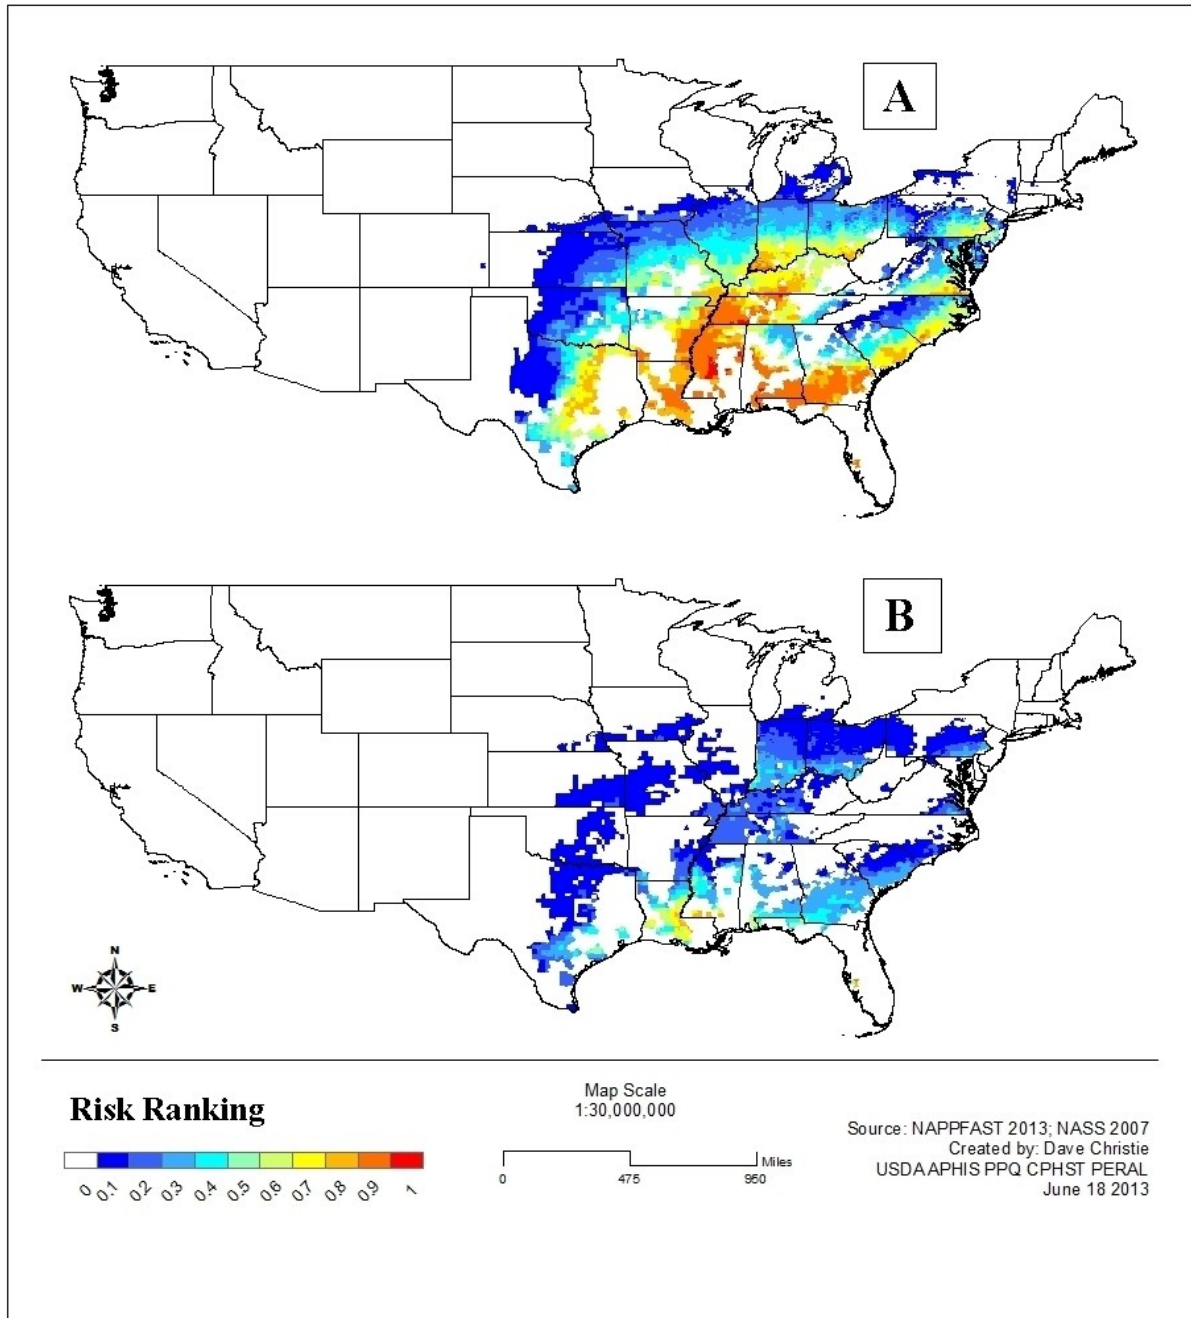 A
B
N
W E
S
Risk Ranking
0 0.1 0.2 0.3 0.4 0.5 0.6 0.7 0.8 0.9 1
Map Scale
1:30,000,000
Miles
0 475 950
Source: NAPPFAST 2013; NASS 2007
Created by: Dave Christie
USDA APHIS PPQ CPHST PERAL
June 18 2013